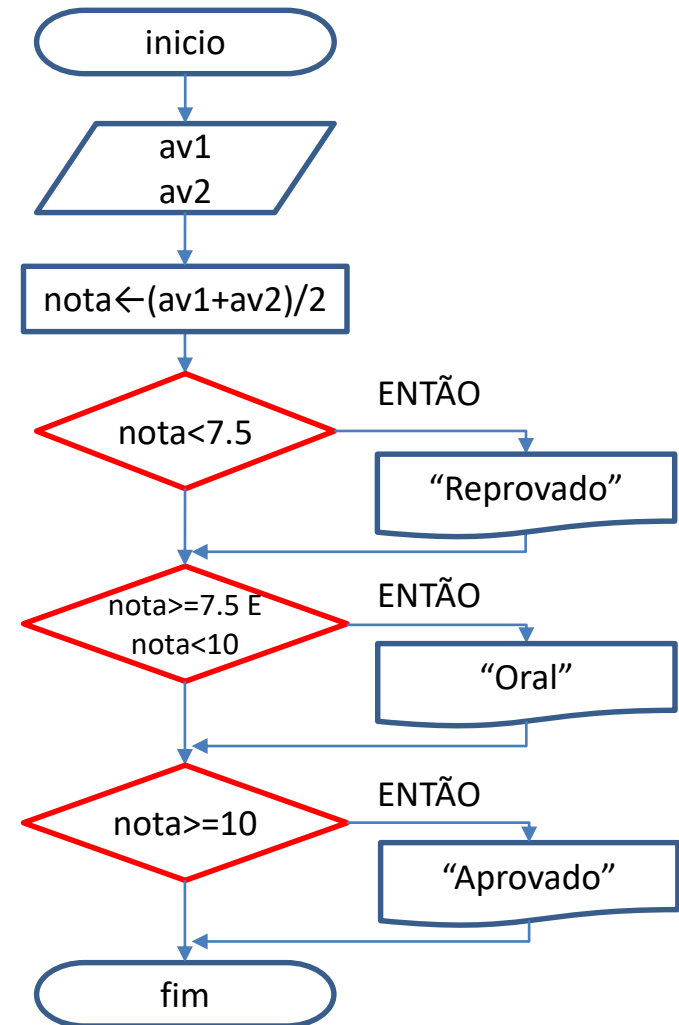 inicio
av1
av2
nota←(av1+av2)/2
nota<7.5
ENTÃO
“Reprovado”
nota>=7.5 E
nota<10
ENTÃO
“Oral”
nota>=10
ENTÃO
“Aprovado”
fim